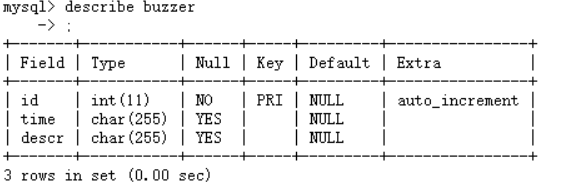 mysql> describe buzzer
    -> ;
+-------+-----------+------+-----+---------+----------------+
| Field | Type      | Null | Key | Default | Extra          |
+-------+-----------+------+-----+---------+----------------+
| id    | int(11)   | NO   | PRI | NULL    | auto_increment |
| time  | char(255) | YES  |     | NULL    |                |
| descr | char(255) | YES  |     | NULL    |                |
+-------+-----------+------+-----+---------+----------------+
3 rows in set (0.00 sec)